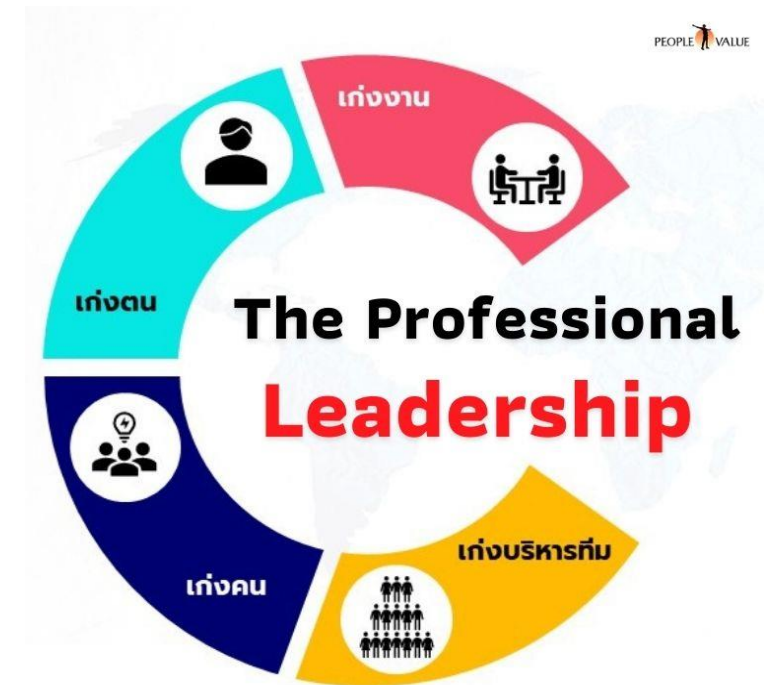 PEOPLE VALUE
เก่งงาน
เก่งตน
The Professional
Leadership
เก่งคน
เก่งบริหารทีม